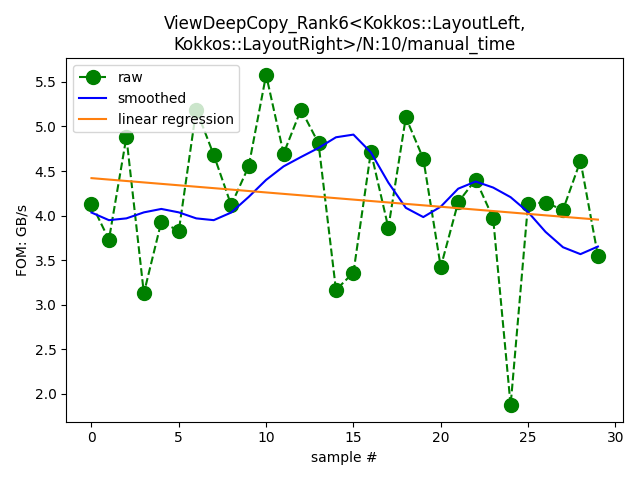 ViewDeepCopy_Rank6<Kokkos::LayoutLeft,
Kokkos::LayoutRight>/N:10/manual_time
raw
smoothed
linear regression
FOM: GB/s
5.5
5.0
4.5
4.0
3.5
3.0
2.5
2.0
0 5 10 15 20 25 30
sample #